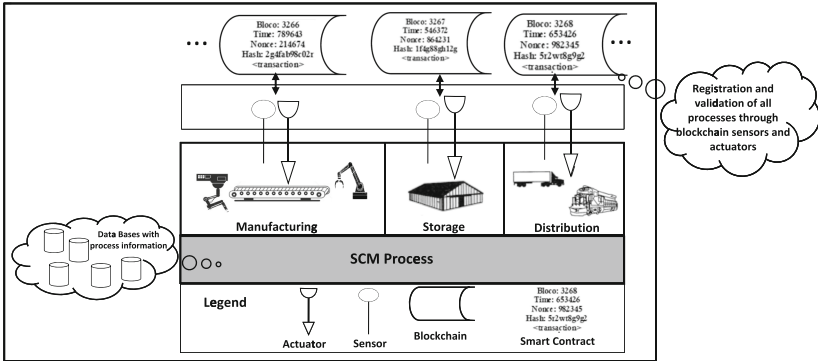 Bloco: 3266
Time: 789643
Nonce: 214674
Hash: 2g4fab98c02r
<transaction>
Bloco: 3267
Time: 546372
Nonce: 864231
Hash: 1f4g88gh12g
<transaction>
Bloco: 3268
Time: 653426
Nonce: 982345
Hash: 5r2wt8g9g2
<transaction>
...
...
Registration and
validation of all
processes through
blockchain sensors and
actuators
Manufacturing
Storage
Distribution
Data Bases with
process information
SCM Process
Legend
Actuator
Sensor
Blockchain
Bloco: 3268
Time: 653426
Nonce: 982345
Hash: 5r2wt8g9g2
<transaction>
Smart Contract